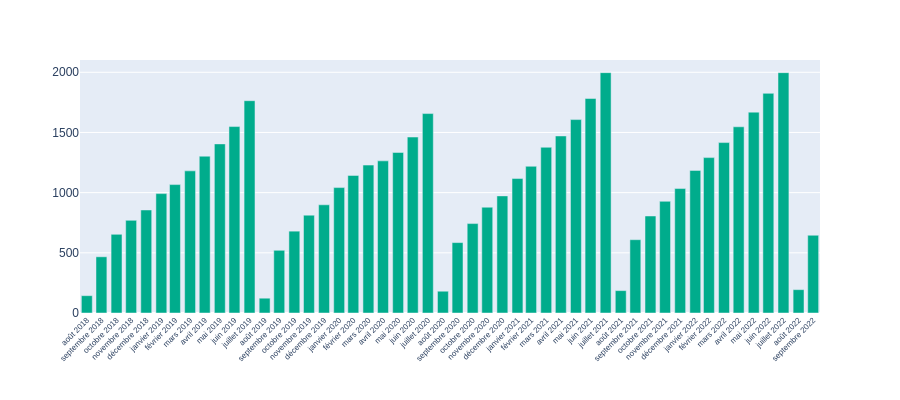 2000
1500
1000
500
0
août 2018
septembre 2018
octobre 2018
novembre 2018
décembre 2018
janvier 2019
février 2019
mars 2019
avril 2019
mai 2019
juin 2019
juillet 2019
août 2019
septembre 2019
octobre 2019
novembre 2019
décembre 2019
janvier 2020
février 2020
mars 2020
avril 2020
mai 2020
juin 2020
juillet 2020
août 2020
septembre 2020
octobre 2020
novembre 2020
décembre 2020
janvier 2021
février 2021
mars 2021
avril 2021
mai 2021
juin 2021
juillet 2021
août 2021
septembre 2021
octobre 2021
novembre 2021
décembre 2021
janvier 2022
février 2022
mars 2022
avril 2022
mai 2022
juin 2022
juillet 2022
août 2022
septembre 2022